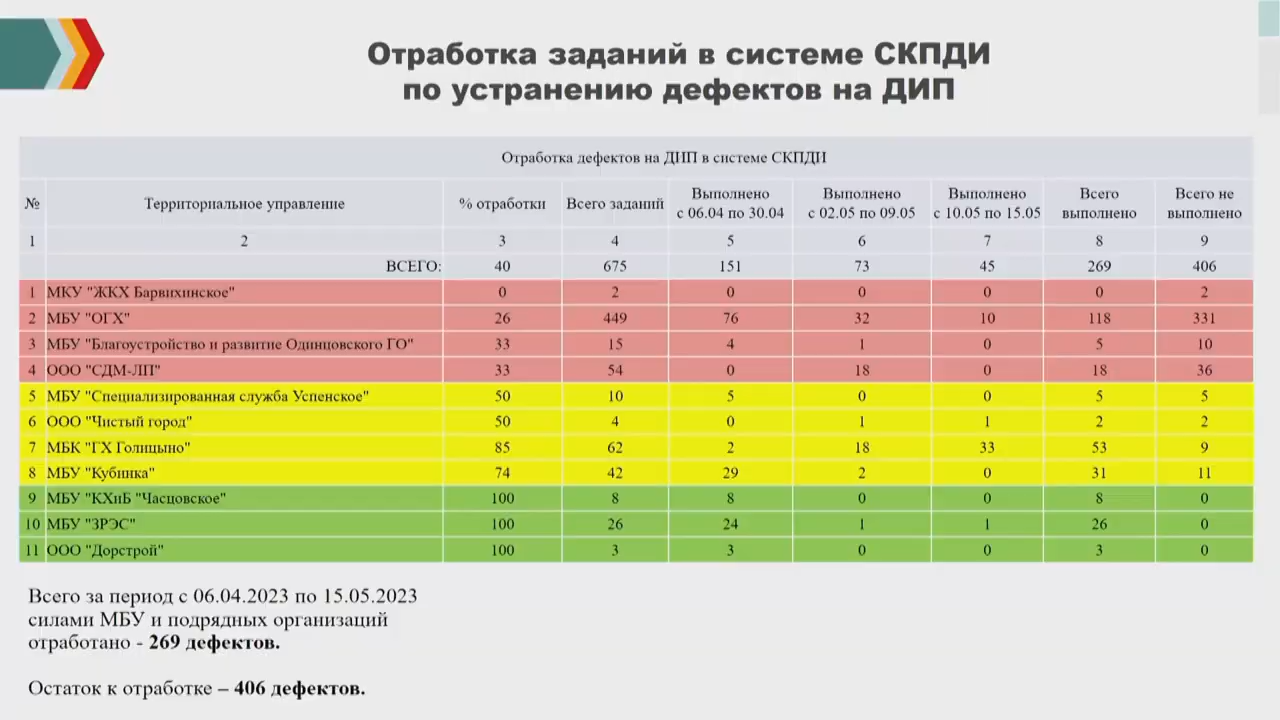 Отработка заданий в системе СКПДИ
по устранению дефектов на ДИП
Отработка дефектов на ДИП в системе СКПДИ
№ Территориальное управление % отработки Всего заданий Выполнено с 06.04 по 30.04 Выполнено с 02.05 по 09.05 Выполнено с 10.05 по 15.05 Всего выполнено Всего не выполнено
1 2 3 4 5 6 7 8 9
ВСЕГО: 40 675 151 73 45 269 406
1 МКУ "ЖКХ Барвихинское" 0 2 0 0 0 0 2
2 МБУ "ОГХ" 26 449 76 32 10 118 331
3 МБУ "Благоустройство и развитие Одинцовского ГО" 33 15 4 1 0 5 10
4 ООО "СДМ-ЛП" 33 54 0 18 0 18 36
5 МБУ "Специализированная служба Успенское" 50 10 5 0 0 5 5
6 ООО "Чистый город" 50 4 0 1 1 2 2
7 МБК "ГХ Голицыно" 85 62 2 18 33 53 9
8 МБУ "Кубинка" 74 42 29 2 0 31 11
9 МБУ "КХиБ "Часцовское" 100 8 8 0 0 8 0
10 МБУ "ЗРЭС" 100 26 24 1 1 26 0
11 ООО "Дорстрой" 100 3 3 0 0 3 0
Всего за период с 06.04.2023 по 15.05.2023
силами МБУ и подрядных организаций
отработано - 269 дефектов.
Остаток к отработке – 406 дефектов.